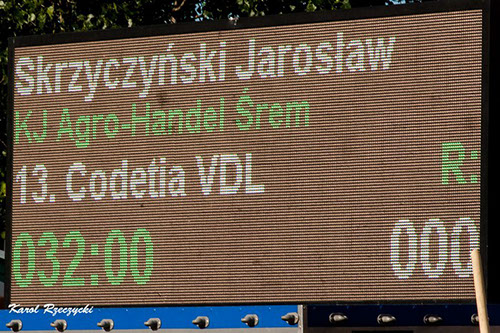 Skrzyczyński Jarosław
KJ Agro-Handel Śrem
13. Codetia VDL
R:
032:00
000
Karol Rzeczycki